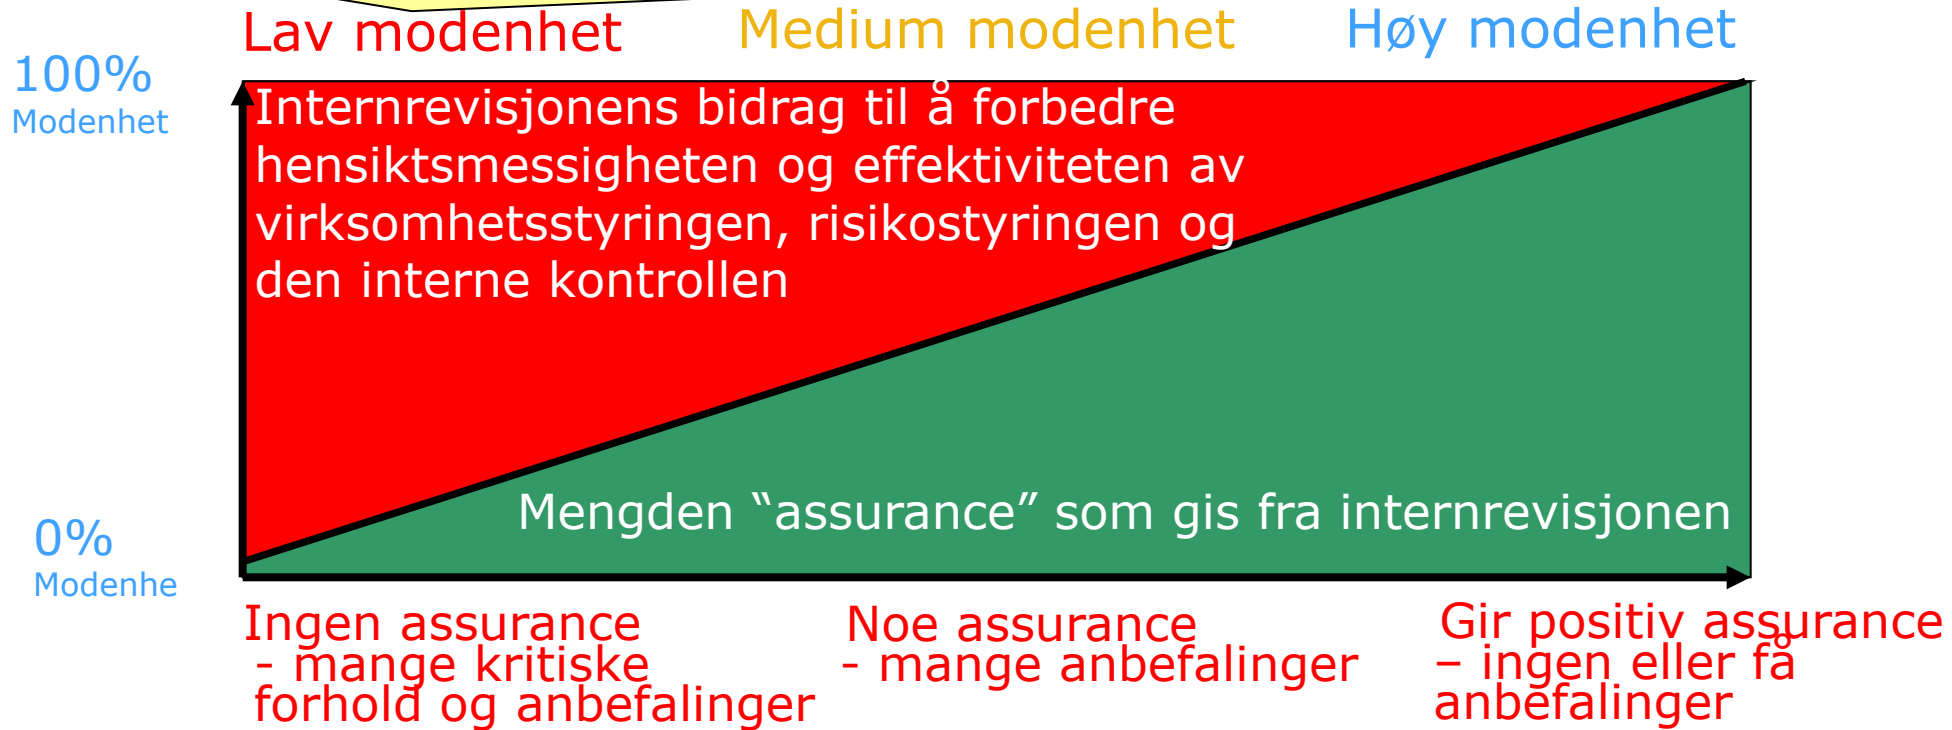 Lav modenhet
Medium modenhet
Høy modenhet
100%
Modenhet
Internrevisjonens bidrag til å forbedre
hensiktsmessigheten og effektiviteten av
virksomhetsstyringen, risikostyringen og
den interne kontrollen
Mengden “assurance” som gis fra internrevisjonen
0%
Modenhe
Ingen assurance
- mange kritiske
forhold og anbefalinger
Noe assurance
- mange anbefalinger
Gir positiv assurance
– ingen eller få
anbefalinger